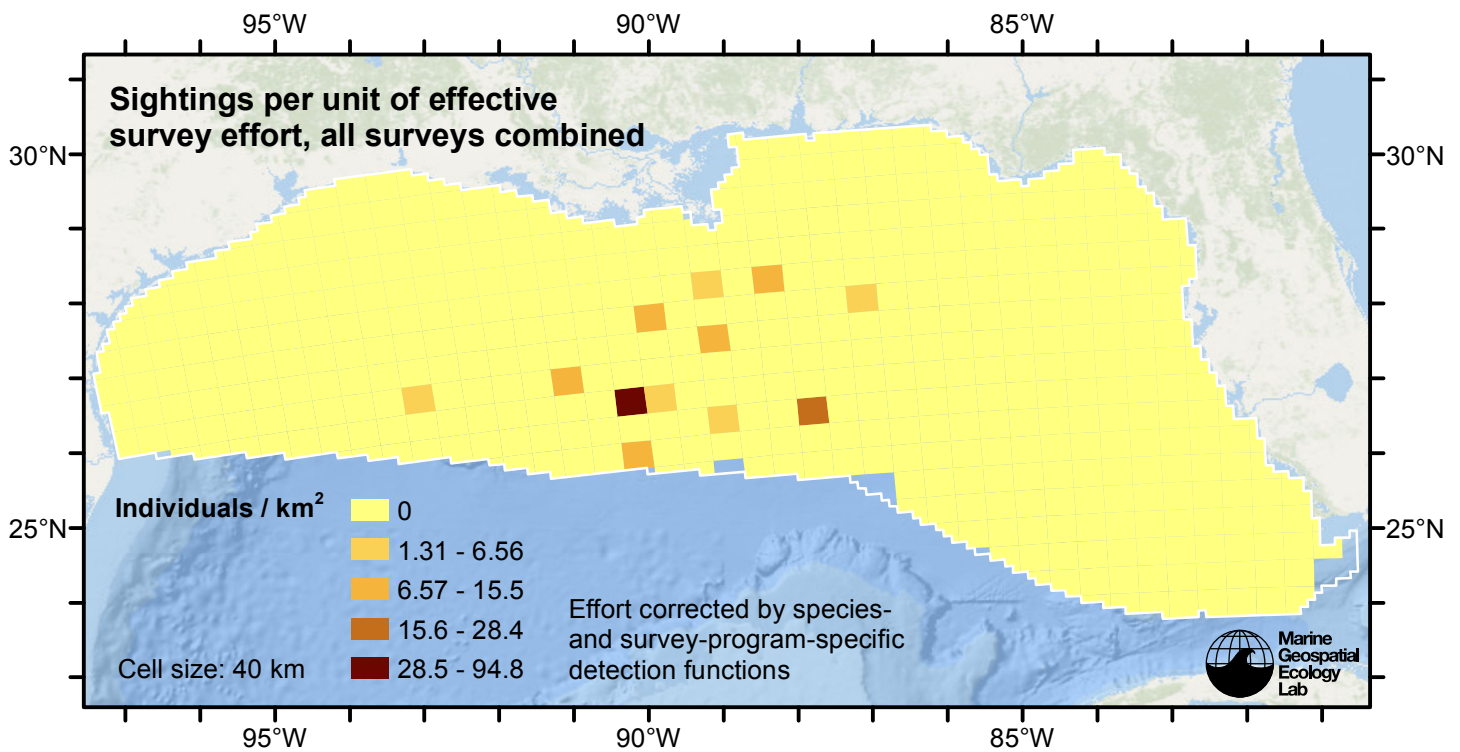 95°W 90°W 85°W
Sightings per unit of effective
survey effort, all surveys combined
30°N 30°N
Individuals / km²
0
1.31 - 6.56
6.57 - 15.5
15.6 - 28.4
28.5 - 94.8
25°N 25°N
Cell size: 40 km
Effort corrected by species-
and survey-program-specific
detection functions
Marine
Geospatial
Ecology
Lab
95°W 90°W 85°W